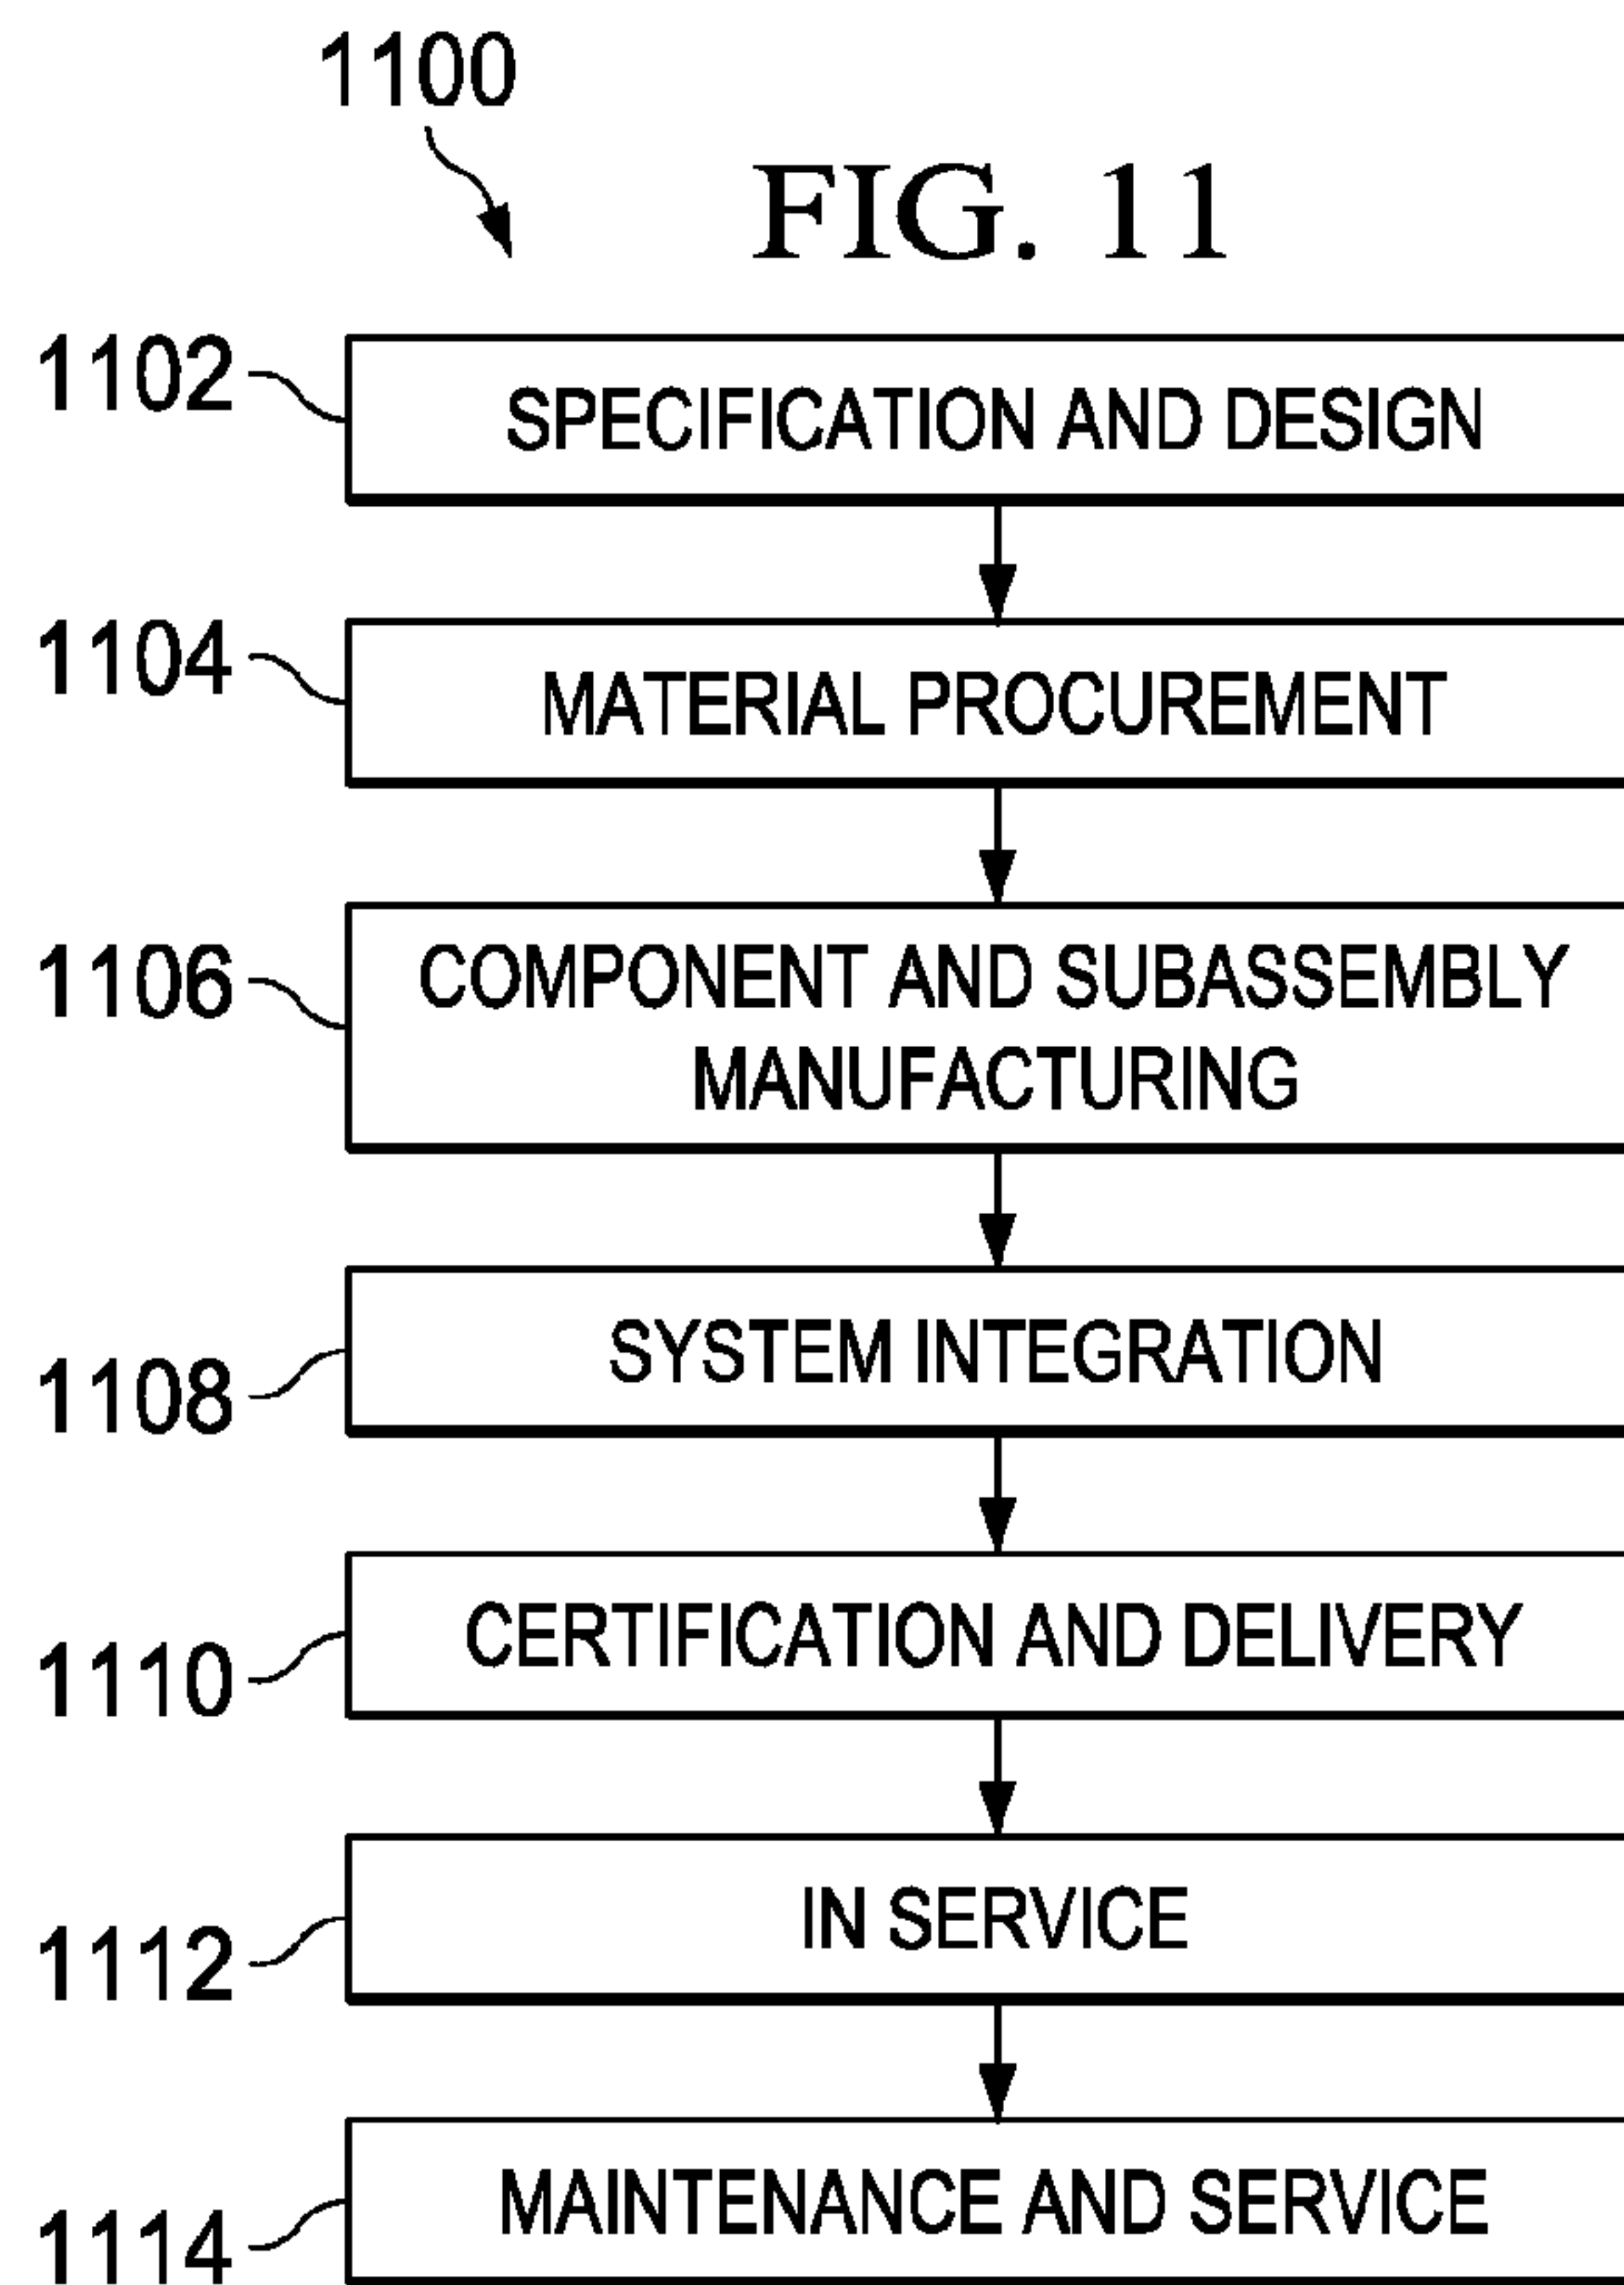 1100
FIG. 11
1102
SPECIFICATION AND DESIGN
1104
MATERIAL PROCUREMENT
1106
COMPONENT AND SUBASSEMBLY
MANUFACTURING
1108
SYSTEM INTEGRATION
1110
CERTIFICATION AND DELIVERY
1112
IN SERVICE
1114
MAINTENANCE AND SERVICE